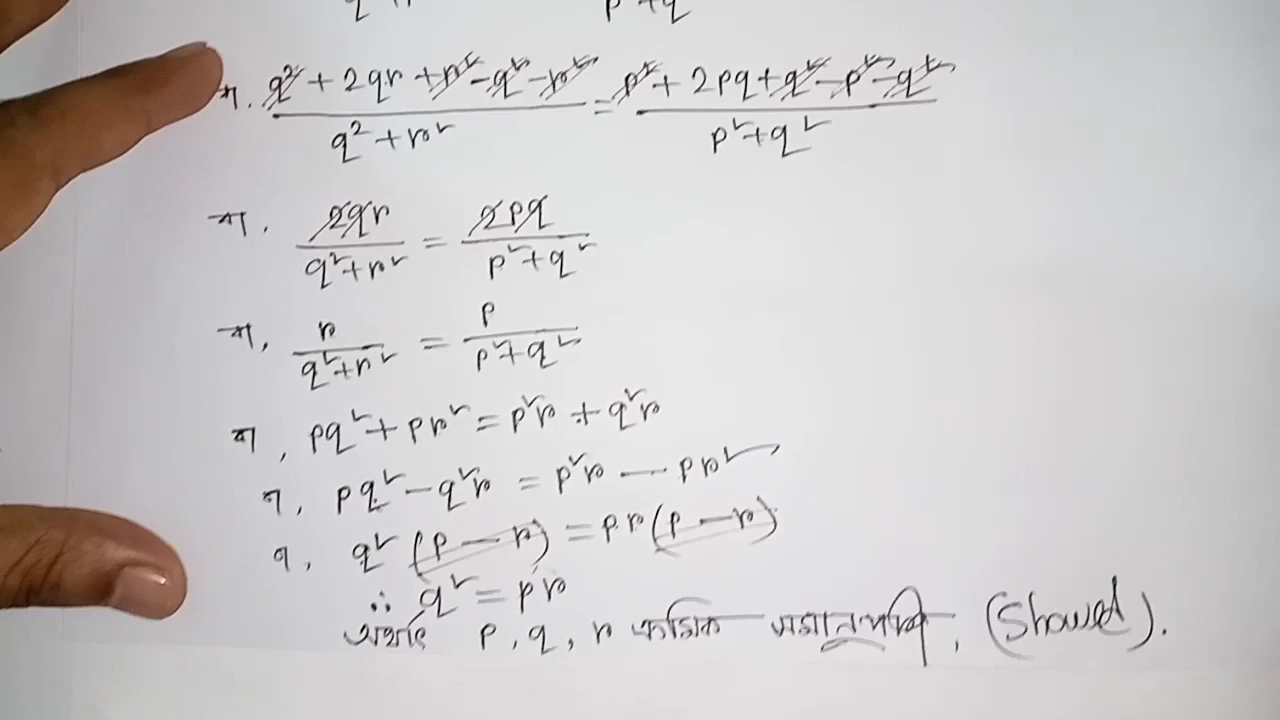 বা, q² + 2qr + r² - q² - r² / q² + r² = p² + 2pq + q² - p² - q² / p² + q²
বা, 2qr / q² + r² = 2pq / p² + q²
বা, r / q² + r² = p / p² + q²
বা, pq² + pr² = p²r + q²r
বা, pq² - q²r = p²r - pr²
বা, q² (p - r) = pr (p - r)
∴ q² = pr
অর্থাৎ p, q, r ক্রমিক সমানুপাতী, (Showed).